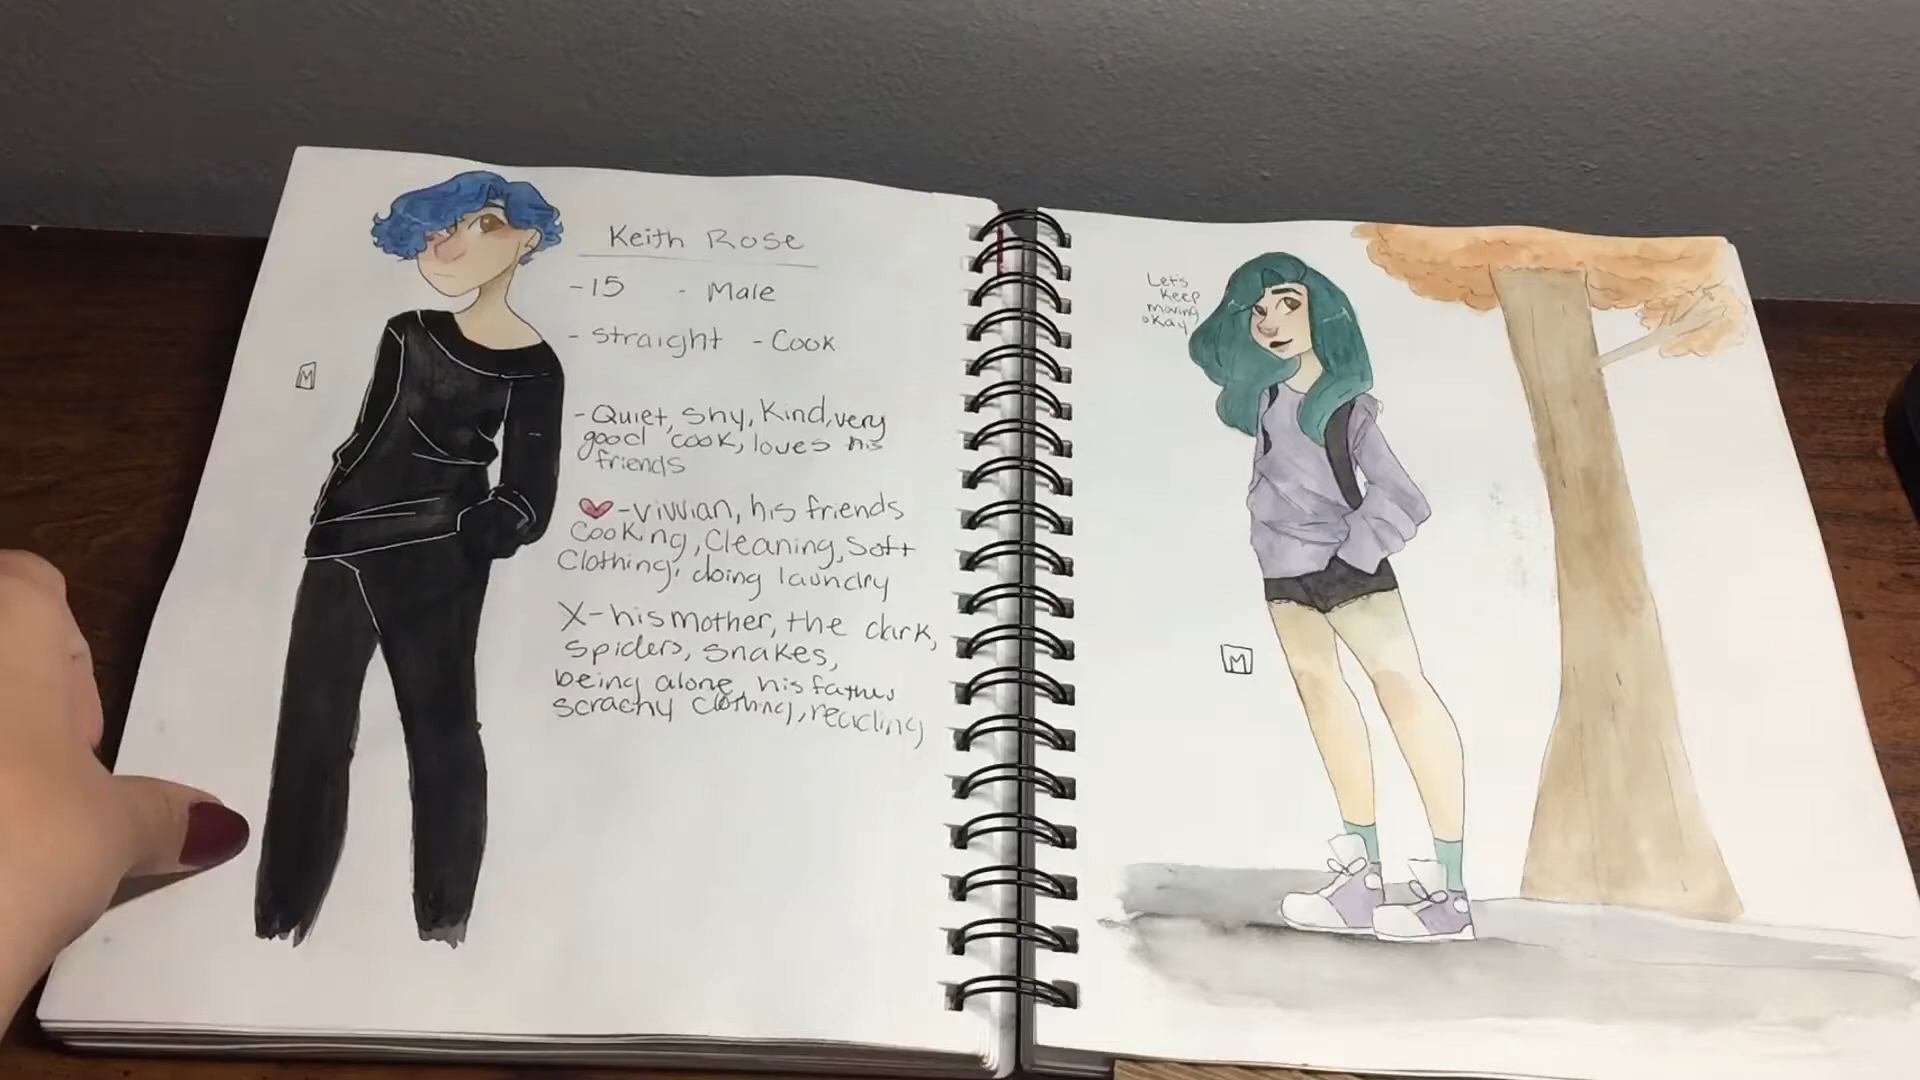 Keith Rose
-15 - Male
- straight - Cook
- Quiet, shy, Kind, very
good cook, loves his
friends
- Vivvian, his friends
Cooking, Cleaning, Soft
Clothing, doing laundry
X- his mother, the dark,
spiders, snakes,
being alone, his father
scrachy clothing, reading
M
Let's
Keep
moving
okay
M